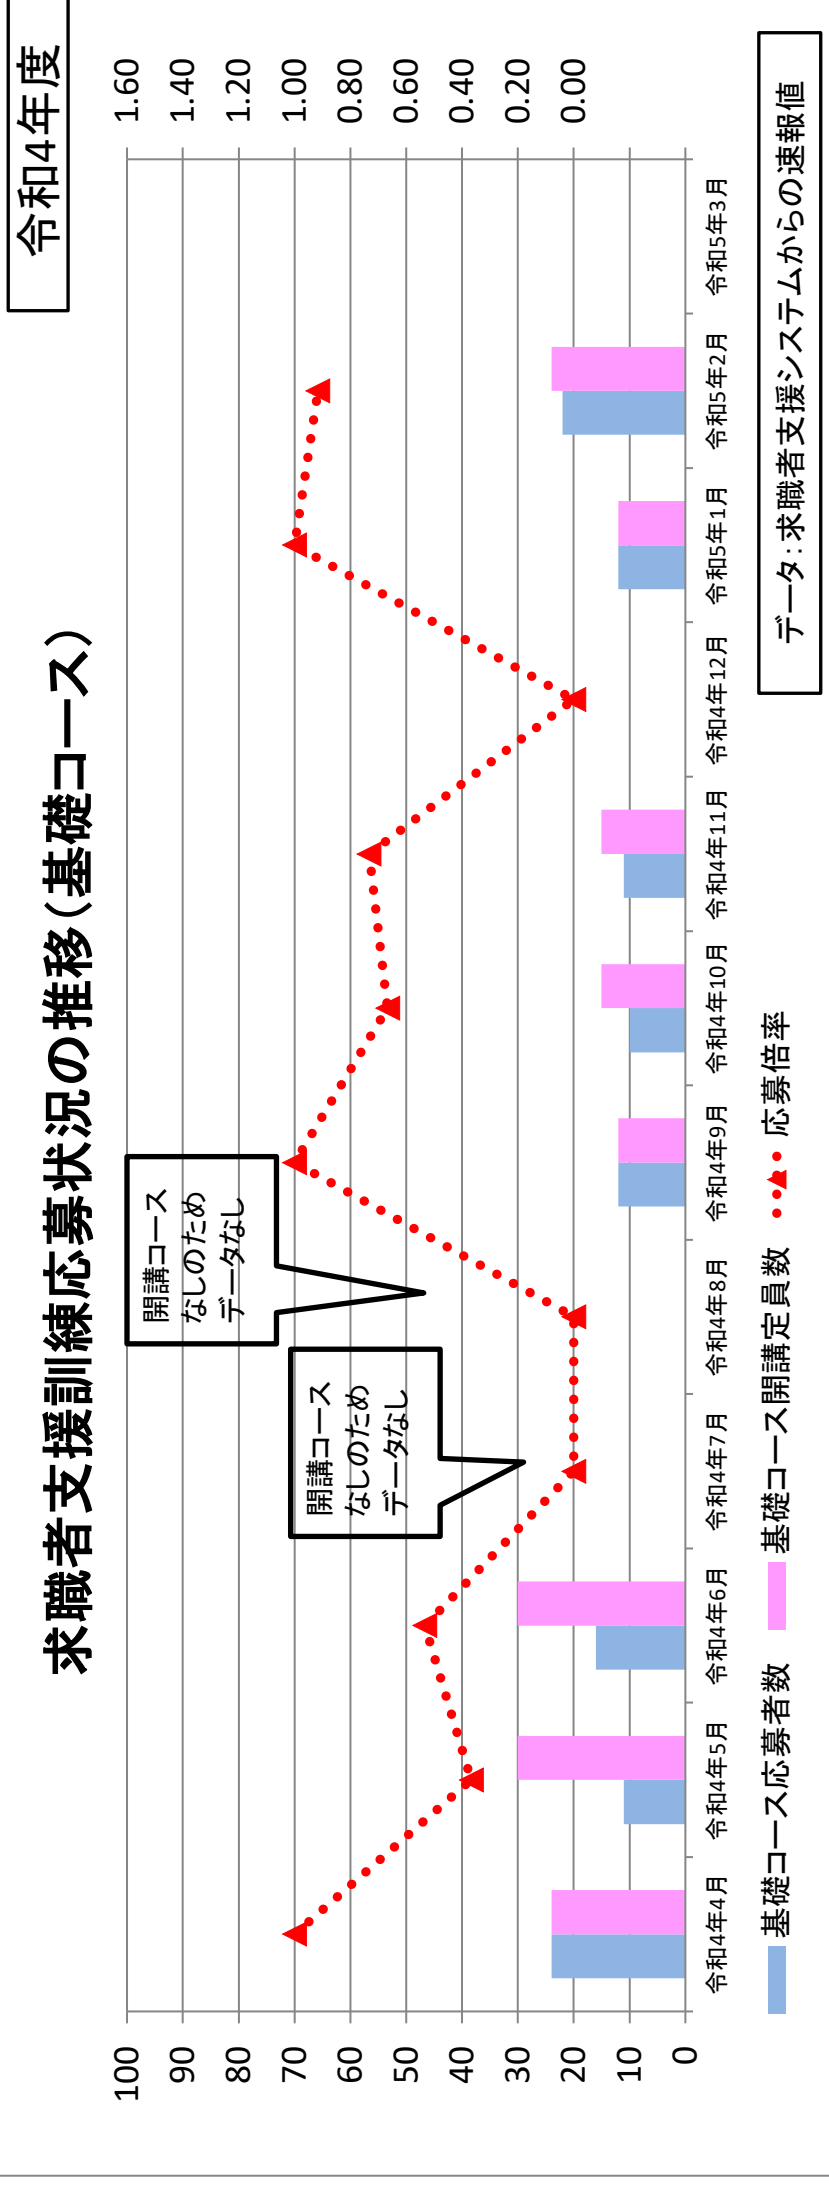 令和4年度
求職者支援訓練応募状況の推移（基礎コース）
100
90
80
70
60
50
40
30
20
10
0
1.60
1.40
1.20
1.00
0.80
0.60
0.40
0.20
0.00
開講コース
なしのため
データなし
開講コース
なしのため
データなし
令和4年4月
令和4年5月
令和4年6月
令和4年7月
令和4年8月
令和4年9月
令和4年10月
令和4年11月
令和4年12月
令和5年1月
令和5年2月
令和5年3月
基礎コース応募者数
基礎コース開講定員数
応募倍率
データ：求職者支援システムからの速報値